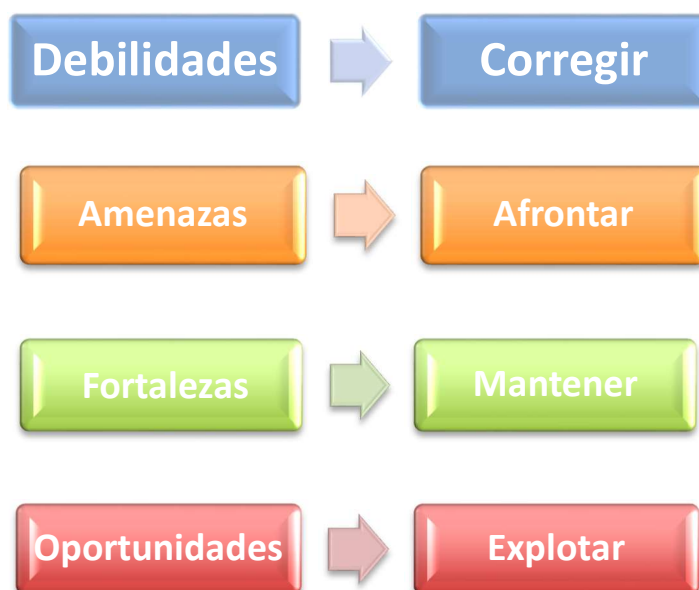 Debilidades Corregir
Amenazas Afrontar
Fortalezas Mantener
Oportunidades Explotar